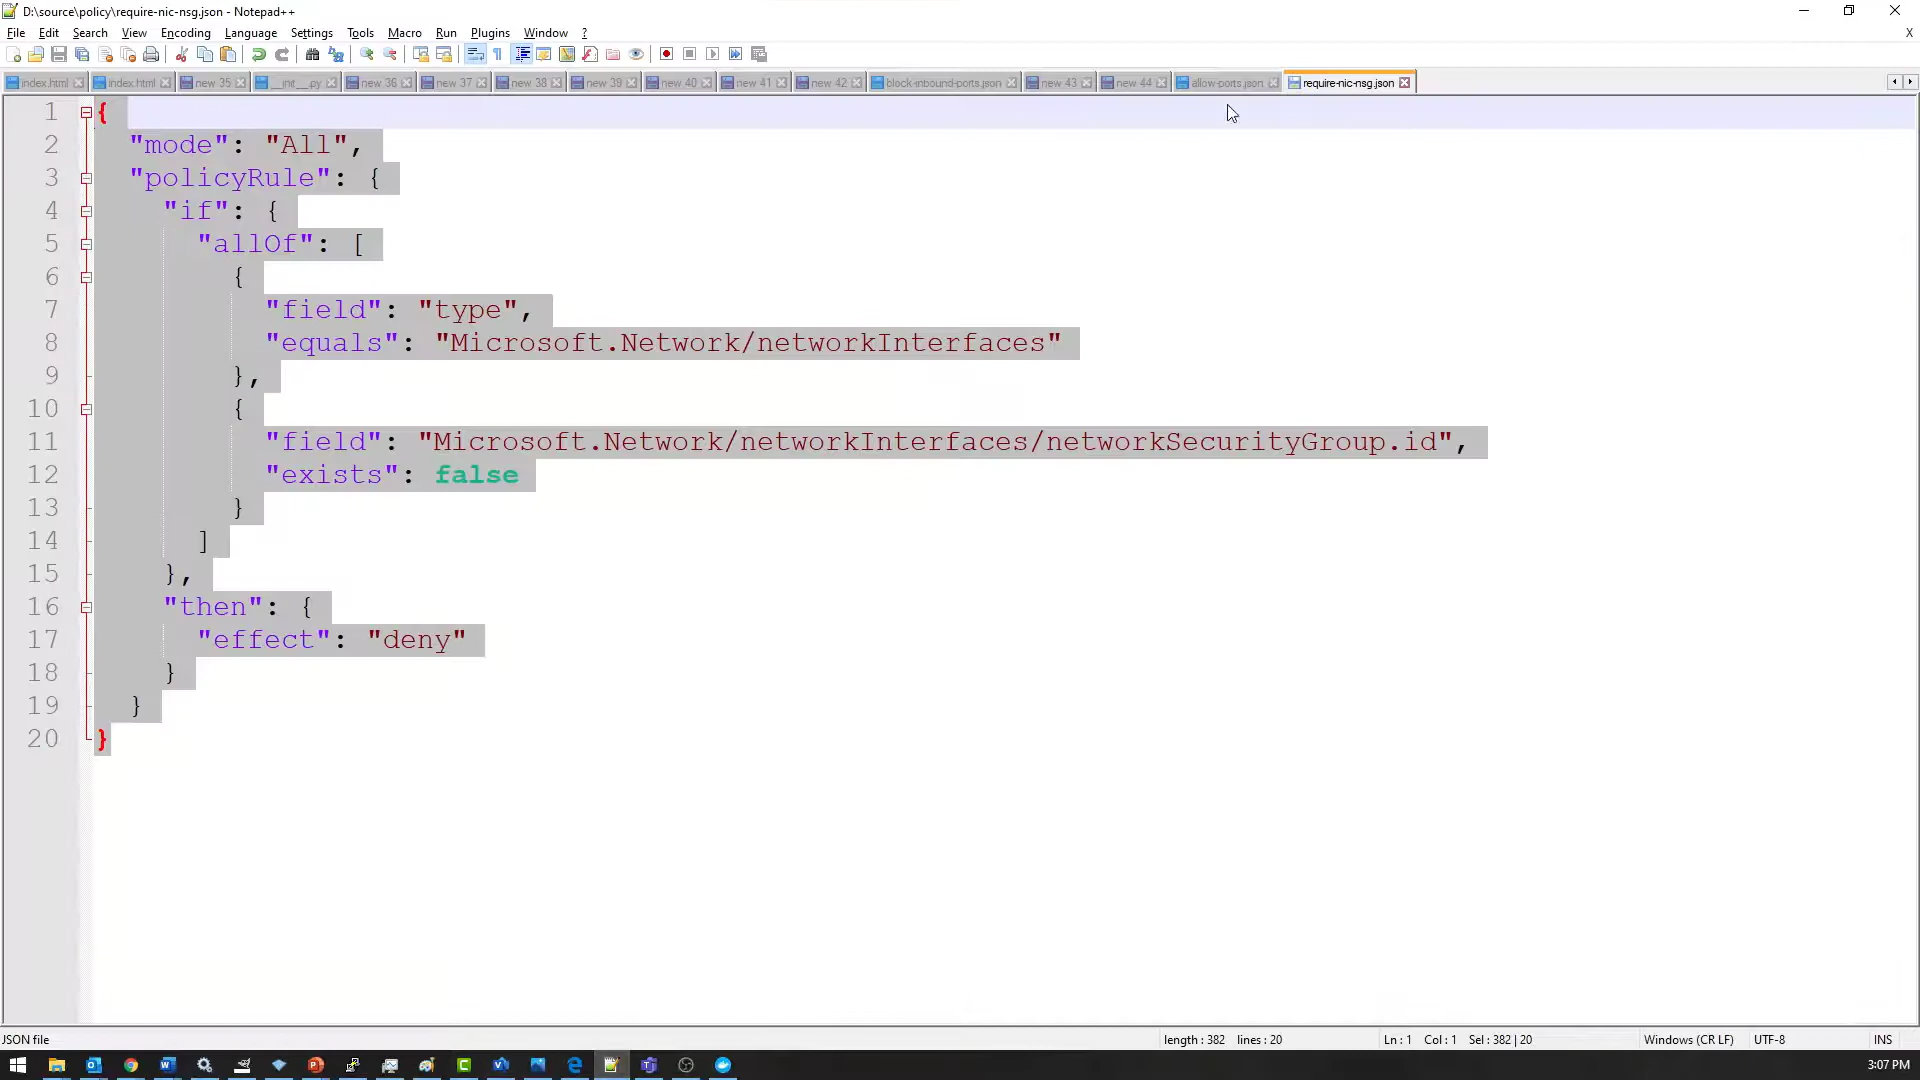 D:\source\policy\require-nic-nsg.json - Notepad++
File Edit Search View Encoding Language Settings Tools Macro Run Plugins Window ? X
index.html index.html new 35 __init__.py new 36 new 37 new 38 new 39 new 40 new 41 new 42 block-inbound-ports.json new 43 new 44 allow-ports.json require-nic-nsg.json
1 {
2 "mode": "All",
3 "policyRule": {
4 "if": {
5 "allOf": [
6 {
7 "field": "type",
8 "equals": "Microsoft.Network/networkInterfaces"
9 },
10 {
11 "field": "Microsoft.Network/networkInterfaces/networkSecurityGroup.id",
12 "exists": false
13 }
14 ]
15 },
16 "then": {
17 "effect": "deny"
18 }
19 }
20 }
JSON file length : 382 lines : 20 Ln : 1 Col : 1 Sel : 382 | 20 Windows (CR LF) UTF-8 INS
3:07 PM